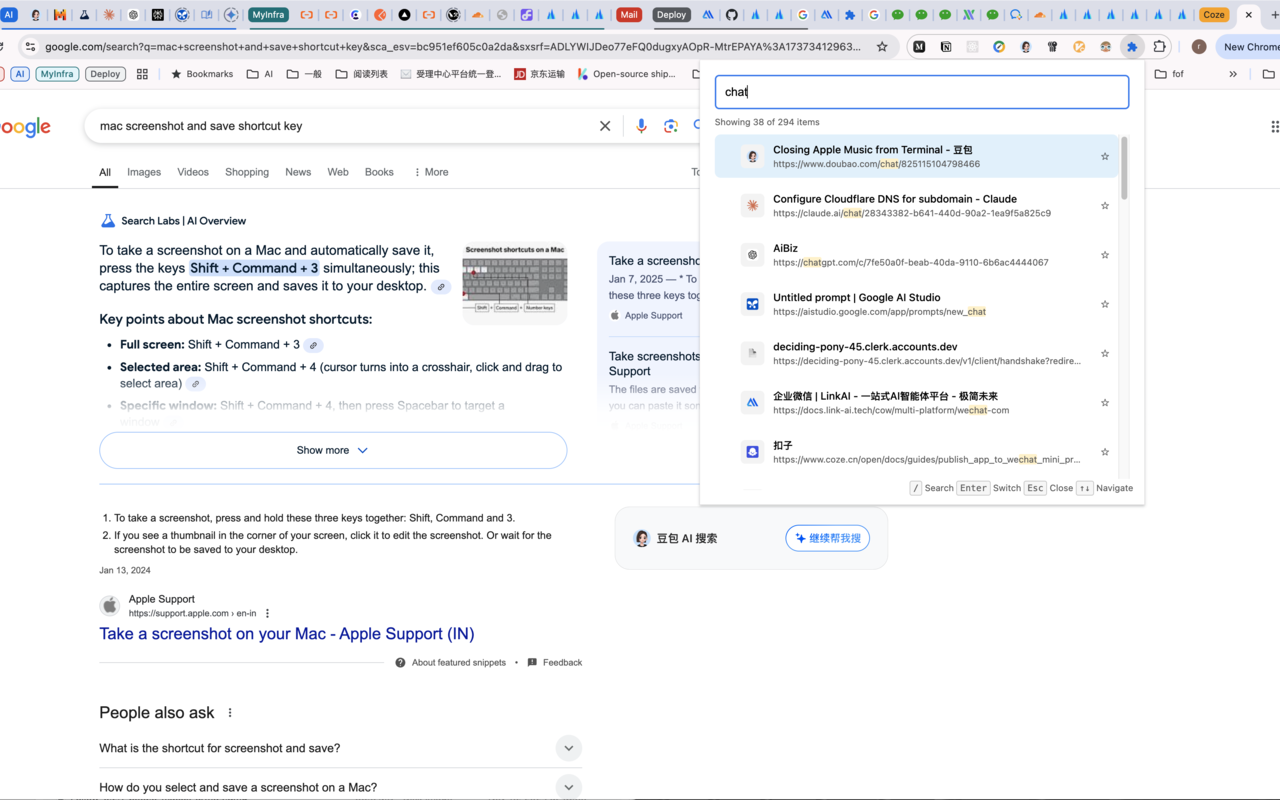 AI
MyInfra
Mail
Deploy
Coze
google.com/search?q=mac+screenshot+and+save+shortcut+key&sca_esv=bc951ef605c0a2da&sxsrf=ADLYWIJDeo77eFQ0dugxyAOpR-MtrEPAYA%3A17373412963...
New Chrome
AI
MyInfra
Deploy
Bookmarks
AI
一般
阅读列表
受理中心平台统一登...
JD 京东运输
Open-source ship...
fof
oogle
mac screenshot and save shortcut key
All
Images
Videos
Shopping
News
Web
Books
More
Search Labs | AI Overview
To take a screenshot on a Mac and automatically save it,
press the keys Shift + Command + 3 simultaneously; this
captures the entire screen and saves it to your desktop.
Screenshot shortcuts on a Mac
Shift + Command + Number keys
Key points about Mac screenshot shortcuts:
Full screen: Shift + Command + 3
Selected area: Shift + Command + 4 (cursor turns into a crosshair, click and drag to
select area)
Specific window: Shift + Command + 4, then press Spacebar to target a
window
Show more
Take a screensho
Jan 7, 2025 — * To
these three keys tog
Apple Support
Take screenshots
Support
The files are saved
you can paste it som
chat
Showing 38 of 294 items
Closing Apple Music from Terminal - 豆包
https://www.doubao.com/chat/825115104798466
Configure Cloudflare DNS for subdomain - Claude
https://claude.ai/chat/28343382-b641-440d-90a2-1ea9f5a825c9
AiBiz
https://chatgpt.com/c/7fe50a0f-beab-40da-9110-6b6ac4444067
Untitled prompt | Google AI Studio
https://aistudio.google.com/app/prompts/new_chat
deciding-pony-45.clerk.accounts.dev
https://deciding-pony-45.clerk.accounts.dev/v1/client/handshake?redire...
企业微信 | LinkAI - 一站式AI智能体平台 - 极简未来
https://docs.link-ai.tech/cow/multi-platform/wechat-com
扣子
https://www.coze.cn/open/docs/guides/publish_app_to_wechat_mini_pr...
/ Search Enter Switch Esc Close ↑↓ Navigate
1. To take a screenshot, press and hold these three keys together: Shift, Command and 3.
2. If you see a thumbnail in the corner of your screen, click it to edit the screenshot. Or wait for the
screenshot to be saved to your desktop.
Jan 13, 2024
Apple Support
https://support.apple.com › en-in
Take a screenshot on your Mac - Apple Support (IN)
About featured snippets • Feedback
豆包 AI 搜索
继续帮我搜
People also ask
What is the shortcut for screenshot and save?
How do you select and save a screenshot on a Mac?